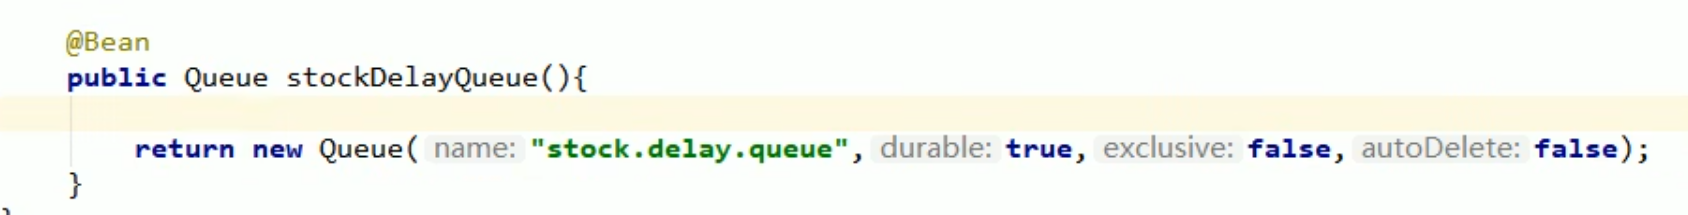 @Bean
public Queue stockDelayQueue(){
return new Queue( name: "stock.delay.queue", durable: true, exclusive: false, autoDelete: false);
}
}